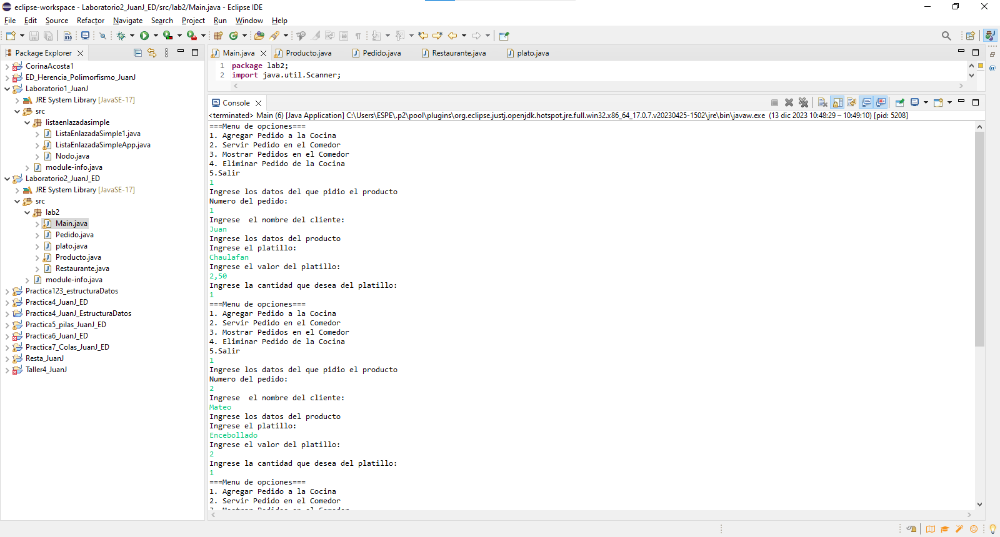 eclipse-workspace - Laboratorio2_JuanJ_ED/src/lab2/Main.java - Eclipse IDE
File Edit Source Refactor Navigate Search Project Run Window Help
Package Explorer
CorinaAcosta1
ED_Herencia_Polimorfismo_JuanJ
Laboratorio1_JuanJ
JRE System Library [JavaSE-17]
src
listaenlazadasimple
ListaEnlazadaSimple1.java
ListaEnlazadaSimpleApp.java
Nodo.java
module-info.java
Laboratorio2_JuanJ_ED
JRE System Library [JavaSE-17]
src
lab2
Main.java
Pedido.java
plato.java
Producto.java
Restaurante.java
module-info.java
Practica123_estructuraDatos
Practica4_JuanJ_ED
Practica4_JuanJ_EstructuraDatos
Practica5_pilas_JuanJ_ED
Practica6_JuanJ_ED
Practica7_Colas_JuanJ_ED
Resta_JuanJ
Taller4_JuanJ
Main.java Producto.java Pedido.java Restaurante.java plato.java
1 package lab2;
2 import java.util.Scanner;
Console
<terminated> Main (6) [Java Application] C:\Users\ESPE\.p2\pool\plugins\org.eclipse.justj.openjdk.hotspot.jre.full.win32.x86_64_17.0.7.v20230425-1502\jre\bin\javaw.exe (13 dic 2023 10:48:29 – 10:49:10) [pid: 5208]
===Menu de opciones===
1. Agregar Pedido a la Cocina
2. Servir Pedido en el Comedor
3. Mostrar Pedidos en el Comedor
4. Eliminar Pedido de la Cocina
5.Salir
1
Ingrese los datos del que pidio el producto
Numero del pedido:
1
Ingrese  el nombre del cliente:
Juan
Ingrese los datos del producto
Ingrese el platillo:
Chaulafan
Ingrese el valor del platillo:
2,50
Ingrese la cantidad que desea del platillo:
1
===Menu de opciones===
1. Agregar Pedido a la Cocina
2. Servir Pedido en el Comedor
3. Mostrar Pedidos en el Comedor
4. Eliminar Pedido de la Cocina
5.Salir
1
Ingrese los datos del que pidio el producto
Numero del pedido:
2
Ingrese  el nombre del cliente:
Mateo
Ingrese los datos del producto
Ingrese el platillo:
Encebollado
Ingrese el valor del platillo:
2
Ingrese la cantidad que desea del platillo:
1
===Menu de opciones===
1. Agregar Pedido a la Cocina
2. Servir Pedido en el Comedor
3. Mostrar Pedidos en el Comedor